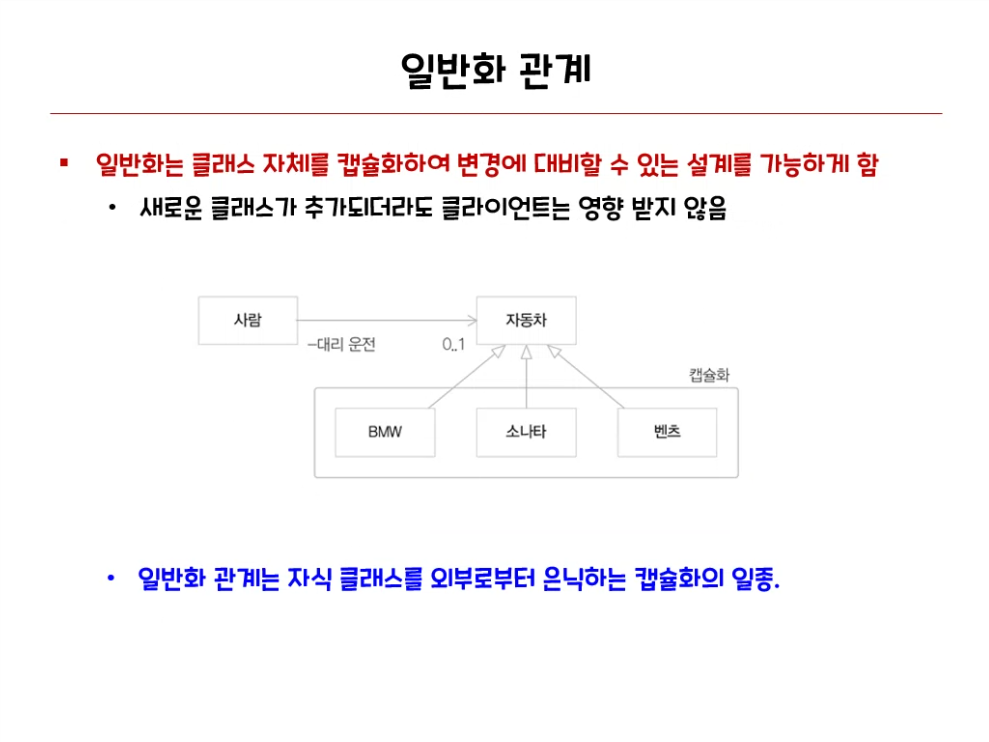 일반화 관계
▪ 일반화는 클래스 자체를 캡슐화하여 변경에 대비할 수 있는 설계를 가능하게 함
• 새로운 클래스가 추가되더라도 클라이언트는 영향 받지 않음
사람
자동차
–대리 운전
0..1
캡슐화
BMW
소나타
벤츠
• 일반화 관계는 자식 클래스를 외부로부터 은닉하는 캡슐화의 일종.